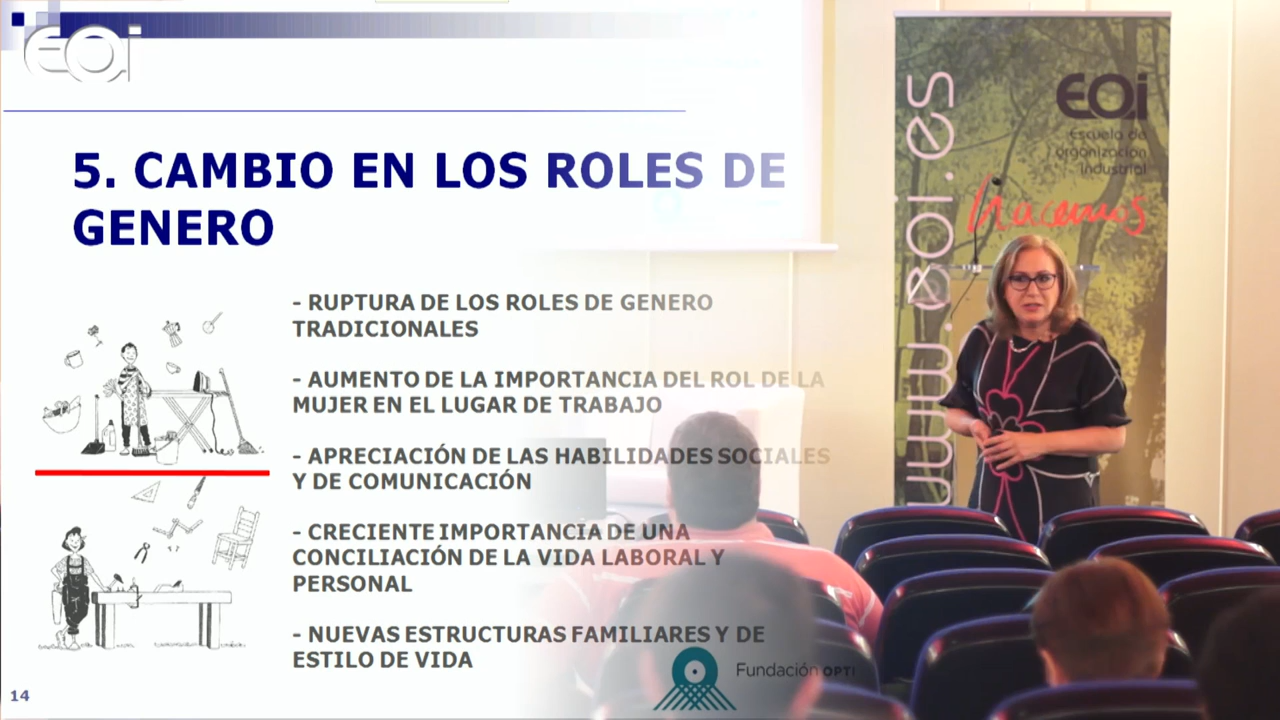 EOi
5. CAMBIO EN LOS ROLES DE
GENERO
- RUPTURA DE LOS ROLES DE GENERO
TRADICIONALES
- AUMENTO DE LA IMPORTANCIA DEL ROL DE LA
MUJER EN EL LUGAR DE TRABAJO
- APRECIACIÓN DE LAS HABILIDADES SOCIALES
Y DE COMUNICACIÓN
- CRECIENTE IMPORTANCIA DE UNA
CONCILIACIÓN DE LA VIDA LABORAL Y
PERSONAL
- NUEVAS ESTRUCTURAS FAMILIARES Y DE
ESTILO DE VIDA
14
Fundación OPTI
www.eoi.es
EOi
Escuela de
organización
industrial
hacemos